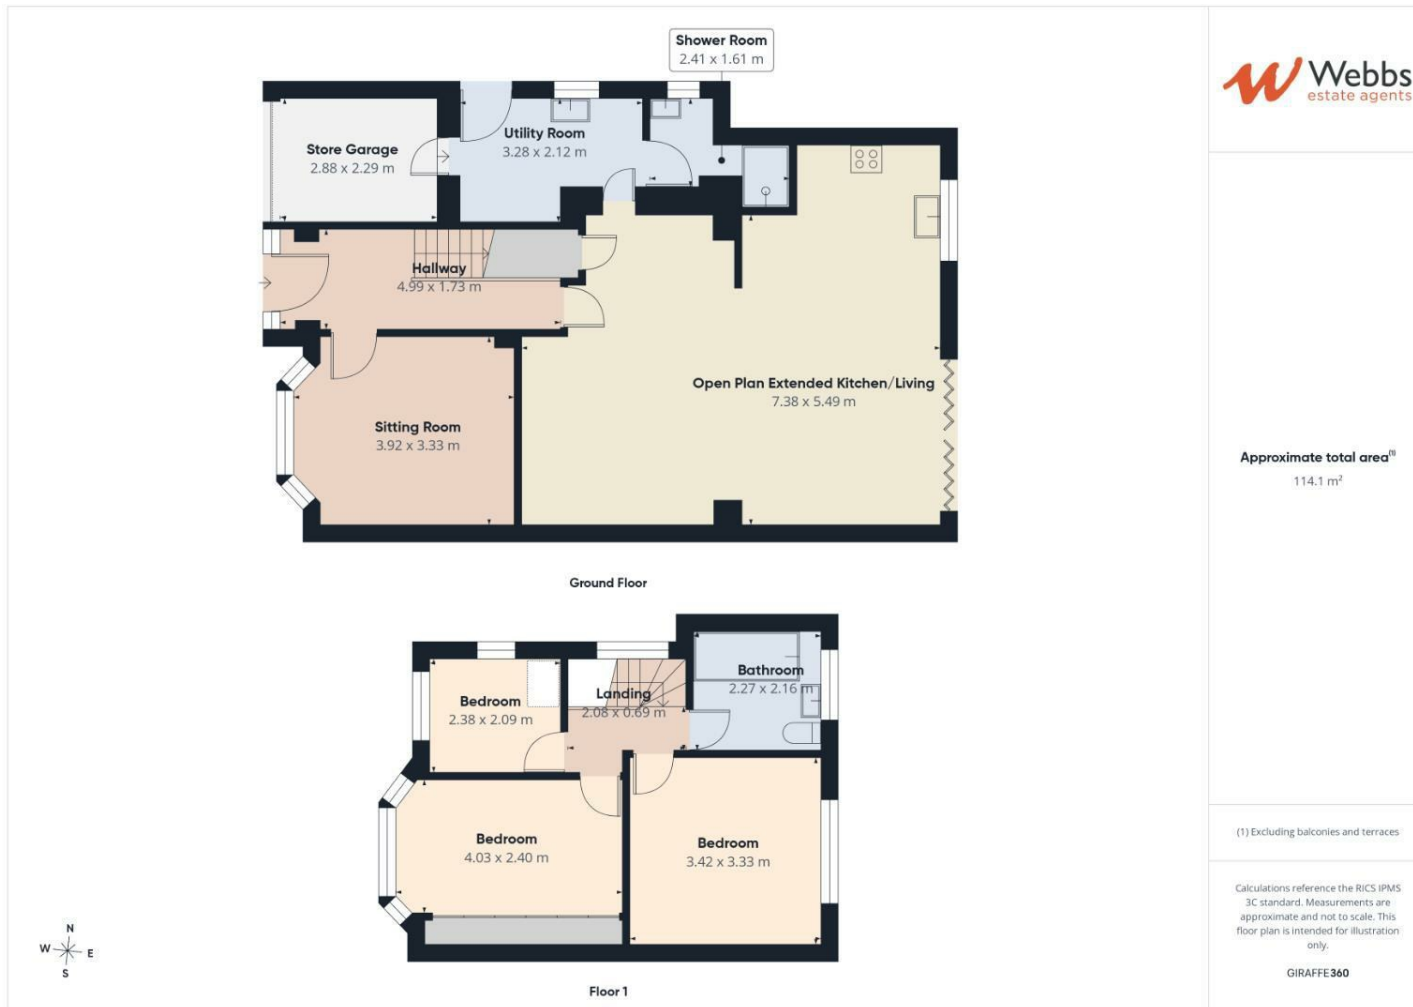 Shower Room
2.41 x 1.61 m
Store Garage
2.88 x 2.29 m
Utility Room
3.28 x 2.12 m
Hallway
4.99 x 1.73 m
Open Plan Extended Kitchen/Living
7.38 x 5.49 m
Sitting Room
3.92 x 3.33 m
Ground Floor
Bedroom
2.38 x 2.09 m
Landing
2.08 x 0.69 m
Bathroom
2.27 x 2.16 m
Bedroom
4.03 x 2.40 m
Bedroom
3.42 x 3.33 m
Floor 1
N
W E
S
Webbs
estate agents
Approximate total area(1)
114.1 m²
(1) Excluding balconies and terraces
Calculations reference the RICS IPMS
3C standard. Measurements are
approximate and not to scale. This
floor plan is intended for illustration
only.
GIRAFFE360